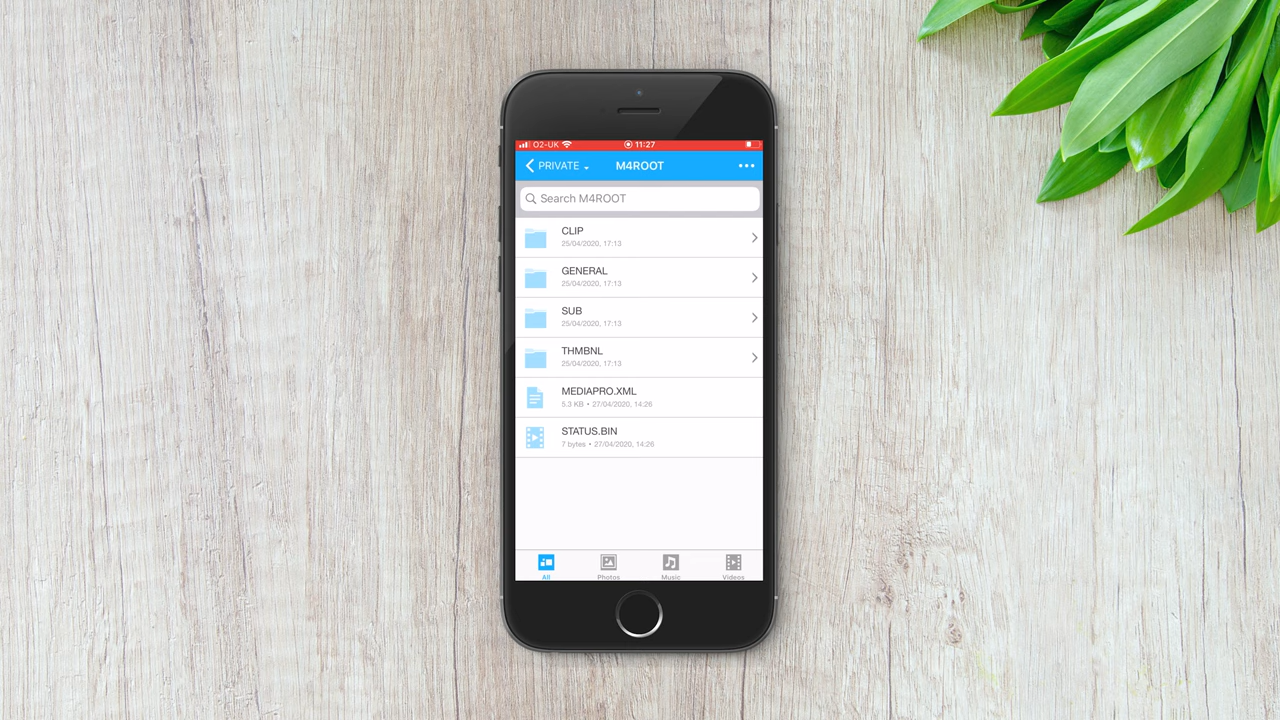 O2-UK 11:27
PRIVATE M4ROOT
Search M4ROOT
CLIP
25/04/2020, 17:13
GENERAL
25/04/2020, 17:13
SUB
25/04/2020, 17:13
THMBNL
25/04/2020, 17:13
MEDIAPRO.XML
5.3 KB • 27/04/2020, 14:26
STATUS.BIN
7 bytes • 27/04/2020, 14:26
All Photos Music Videos